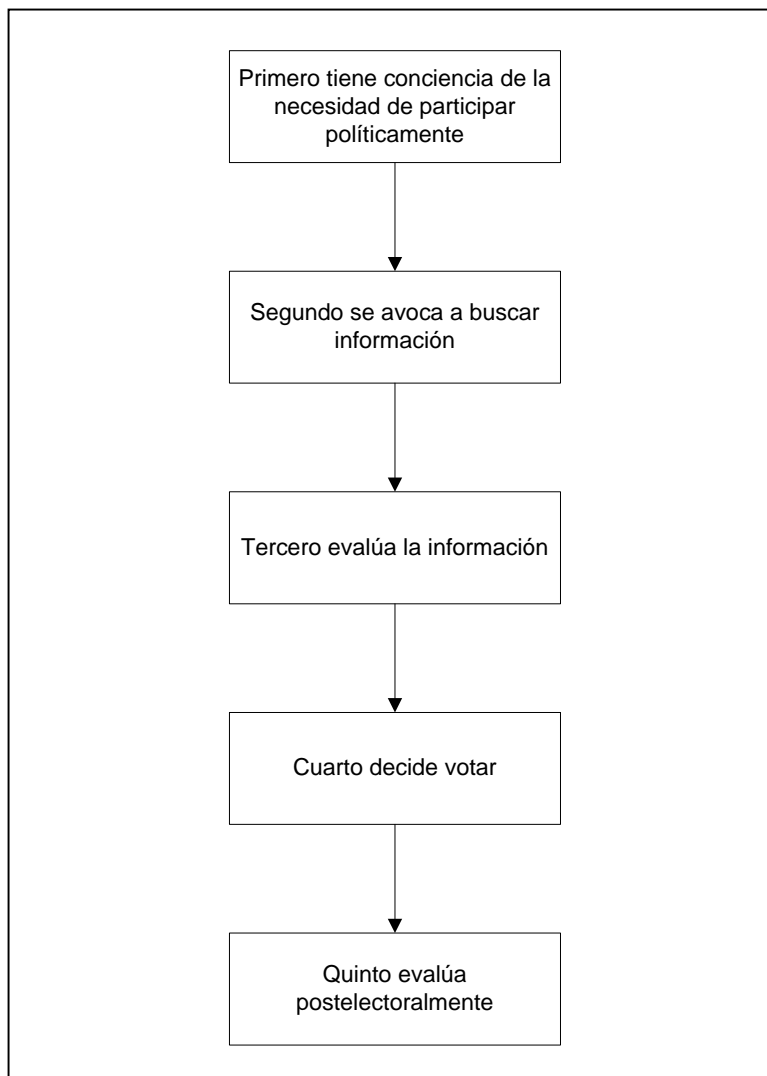 Primero tiene conciencia de la
necesidad de participar
políticamente
Segundo se avoca a buscar
información
Tercero evalúa la información
Cuarto decide votar
Quinto evalúa
postelectoralmente